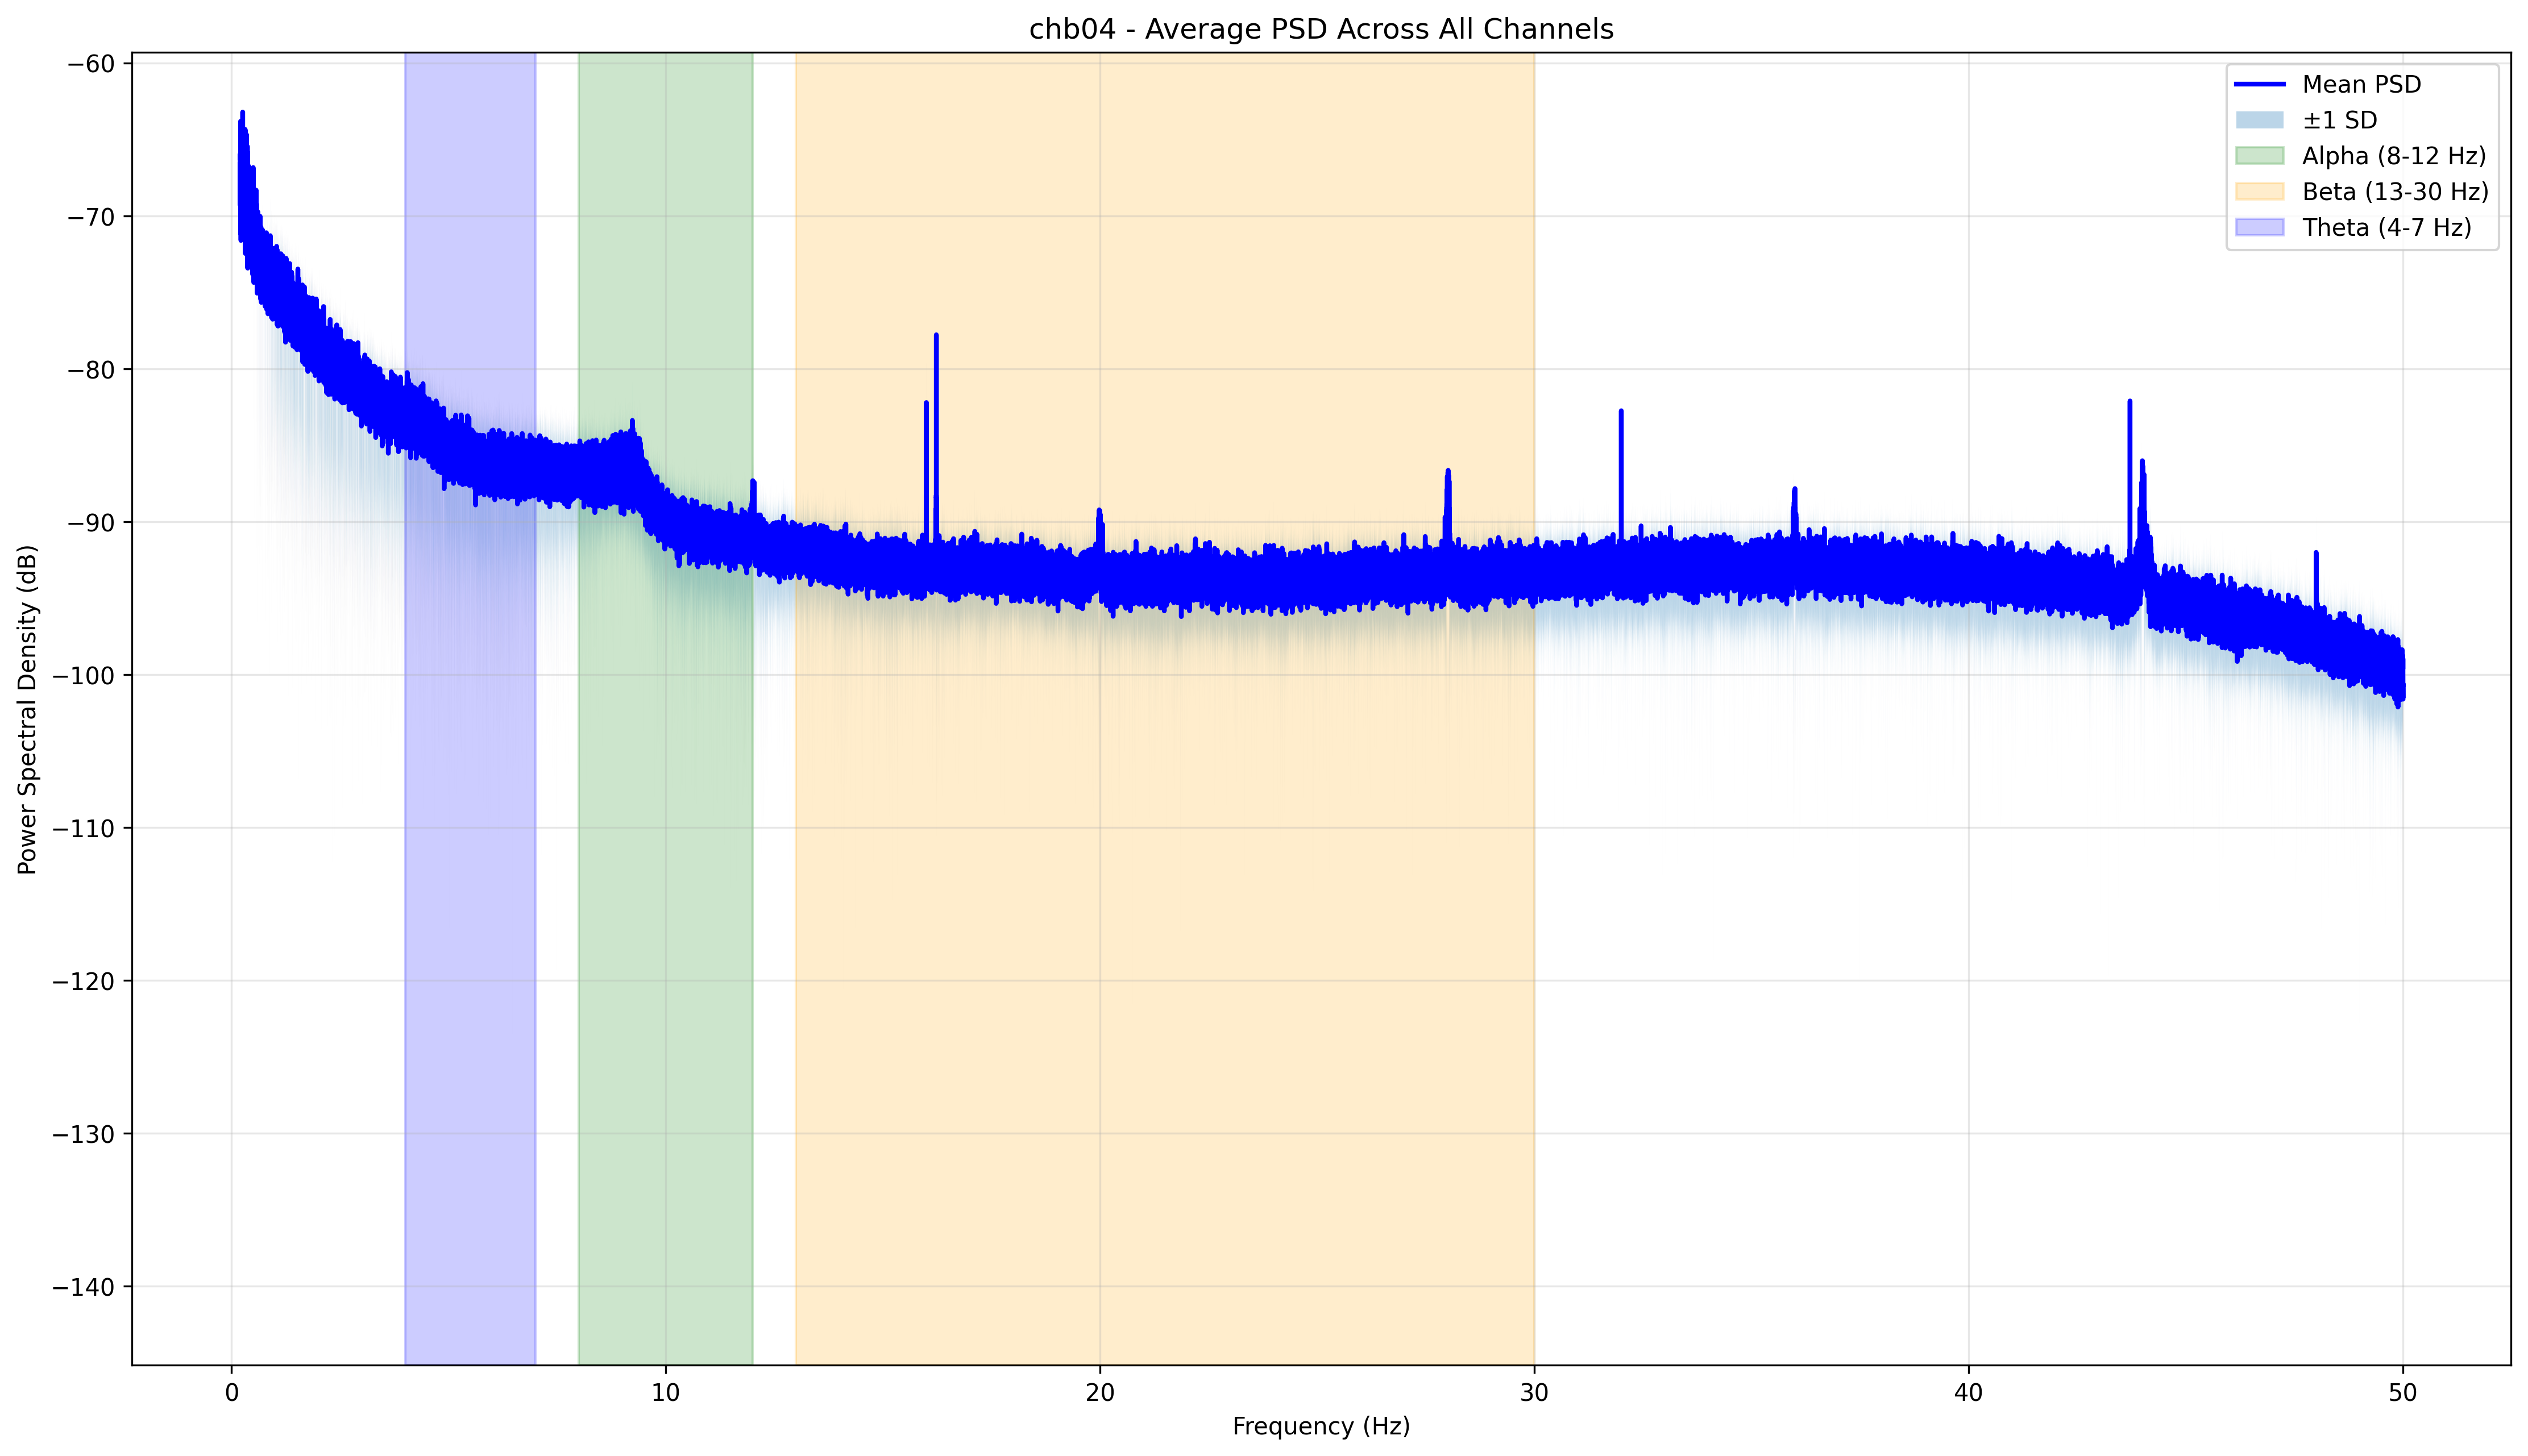 chb04 - Average PSD Across All Channels
Mean PSD
±1 SD
Alpha (8-12 Hz)
Beta (13-30 Hz)
Theta (4-7 Hz)
Power Spectral Density (dB)
−60
−70
−80
−90
−100
−110
−120
−130
−140
0
10
20
30
40
50
Frequency (Hz)